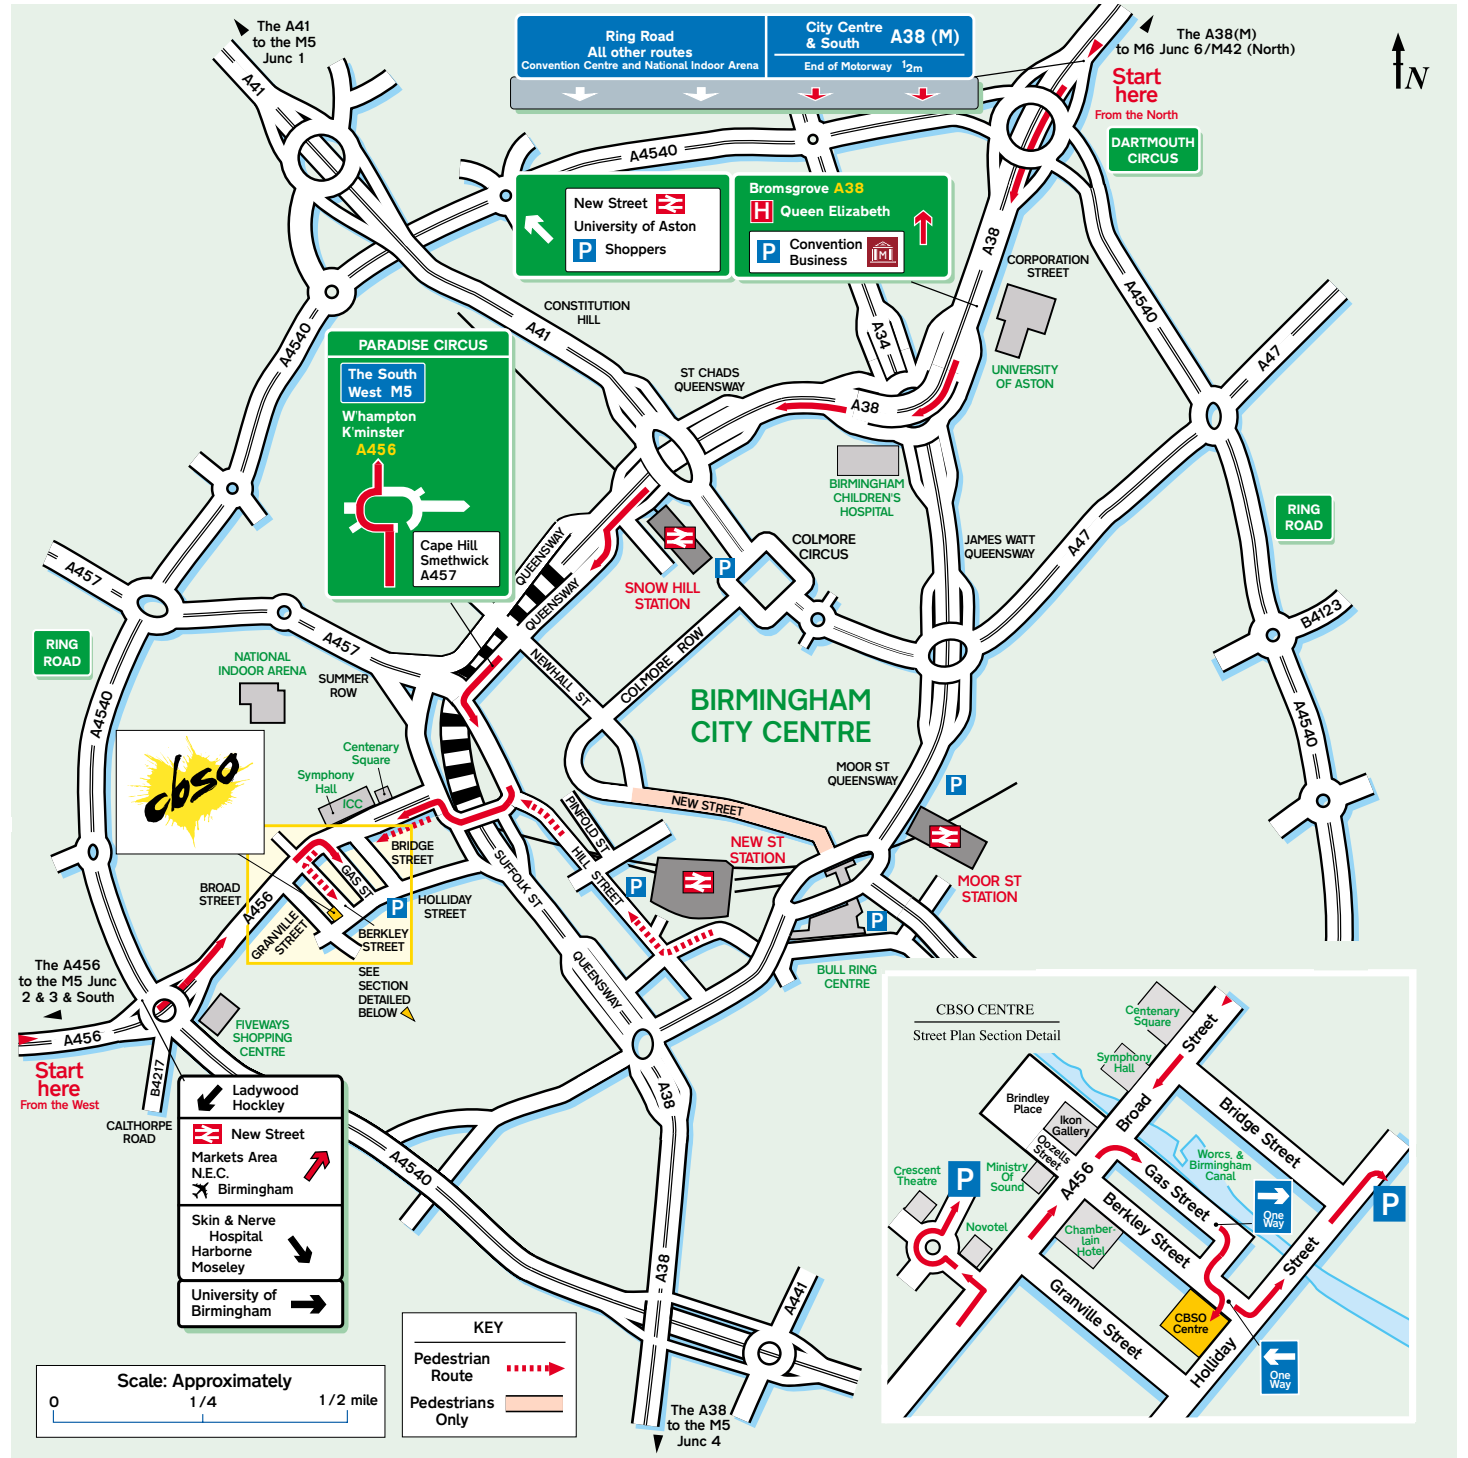 The A41
to the M5
Junc 1
A41
Ring Road
All other routes
Convention Centre and National Indoor Arena
City Centre
& South
A38 (M)
End of Motorway 1/2m
The A38(M)
to M6 Junc 6/M42 (North)
N
Start
here
From the North
DARTMOUTH
CIRCUS
A4540
New Street
University of Aston
P Shoppers
Bromsgrove A38
H Queen Elizabeth
P Convention
Business
M
A38
CORPORATION
STREET
UNIVERSITY
OF ASTON
A4540
A47
CONSTITUTION
HILL
A41
A34
A4540
ST CHADS
QUEENSWAY
A38
PARADISE CIRCUS
The South
West M5
W'hampton
K'minster
A456
Cape Hill
Smethwick
A457
BIRMINGHAM
CHILDREN'S
HOSPITAL
RING
ROAD
QUEENSWAY
QUEENSWAY
SNOW HILL
STATION
P
COLMORE
CIRCUS
JAMES WATT
QUEENSWAY
A47
B4123
A457
RING
ROAD
A457
NATIONAL
INDOOR ARENA
SUMMER
ROW
NEWHALL ST
COLMORE ROW
BIRMINGHAM
CITY CENTRE
A4540
A4540
cbso
Centenary
Square
Symphony
Hall
ICC
MOOR ST
QUEENSWAY
P
NEW STREET
PINFOLD ST
HILL STREET
NEW ST
STATION
P
MOOR ST
STATION
P
BULL RING
CENTRE
BRIDGE
STREET
GAS ST
SUFFOLK ST
QUEENSWAY
BROAD
STREET
A456
P
HOLLIDAY
STREET
GRANVILLE
STREET
BERKLEY
STREET
SEE
SECTION
DETAILED
BELOW
The A456
to the M5 Junc
2 & 3 & South
A456
Start
here
From the West
FIVEWAYS
SHOPPING
CENTRE
B4217
CALTHORPE
ROAD
Ladywood
Hockley
New Street
Markets Area
N.E.C.
Birmingham
Skin & Nerve
Hospital
Harborne
Moseley
University of
Birmingham
A4540
A38
A38
A441
The A38
to the M5
Junc 4
KEY
Pedestrian
Route
Pedestrians
Only
Scale: Approximately
0 1/4 1/2 mile
CBSO CENTRE
Street Plan Section Detail
Centenary
Square
Symphony
Hall
Broad
Street
Brindley
Place
Ikon
Gallery
Oozells
Street
Bridge Street
Crescent
Theatre
P
Ministry
Of
Sound
A456
Gas Street
Worcs. &
Birmingham
Canal
One
Way
P
Novotel
Chamber-
lain
Hotel
Berkley Street
Granville Street
CBSO
Centre
Holliday
Street
One
Way